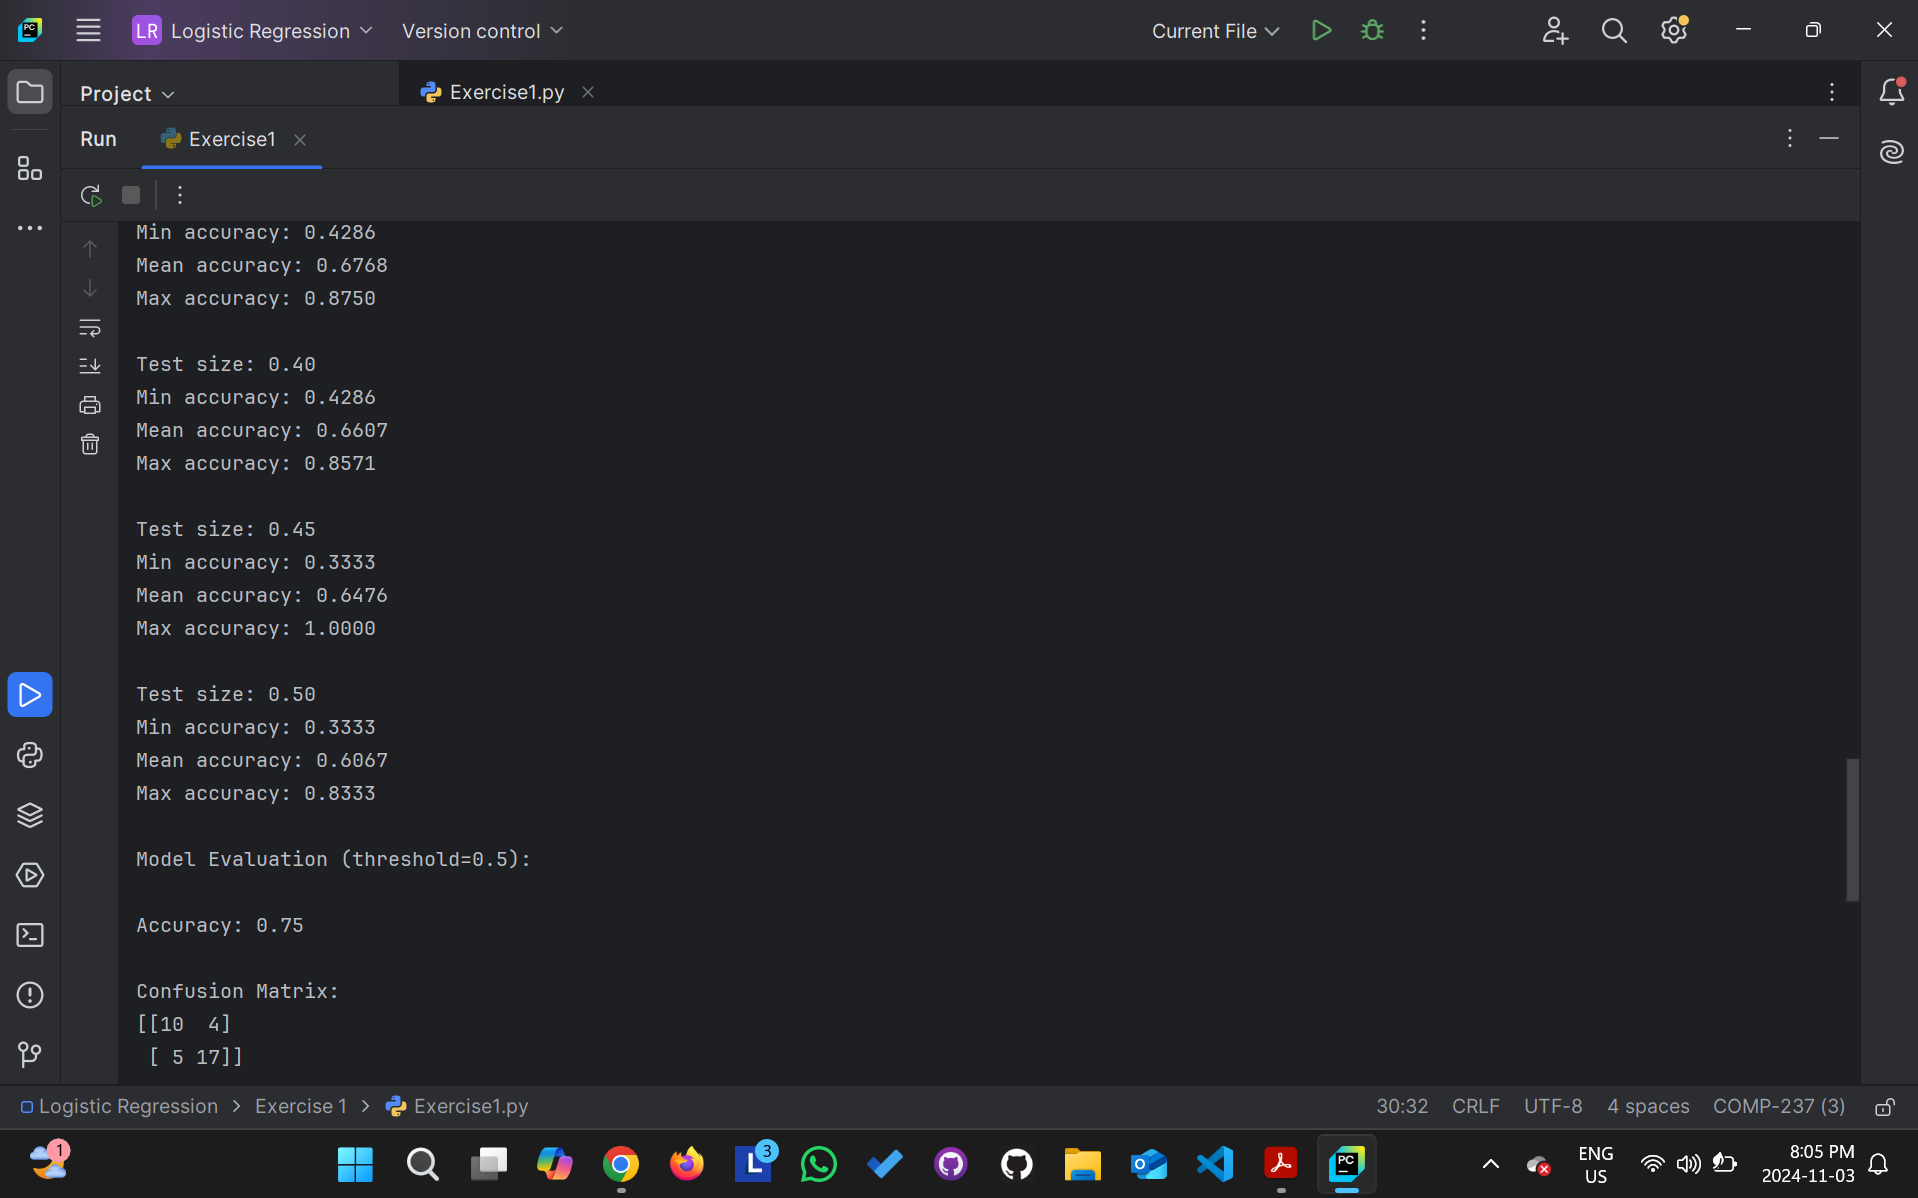 LR Logistic Regression Version control Current File
Project Exercise1.py
Run Exercise1
Min accuracy: 0.4286
Mean accuracy: 0.6768
Max accuracy: 0.8750
Test size: 0.40
Min accuracy: 0.4286
Mean accuracy: 0.6607
Max accuracy: 0.8571
Test size: 0.45
Min accuracy: 0.3333
Mean accuracy: 0.6476
Max accuracy: 1.0000
Test size: 0.50
Min accuracy: 0.3333
Mean accuracy: 0.6067
Max accuracy: 0.8333
Model Evaluation (threshold=0.5):
Accuracy: 0.75
Confusion Matrix:
[[10  4]
 [ 5 17]]
Logistic Regression > Exercise 1 > Exercise1.py 30:32 CRLF UTF-8 4 spaces COMP-237 (3)
1 L 3 PC ENG 8:05 PM
US 2024-11-03